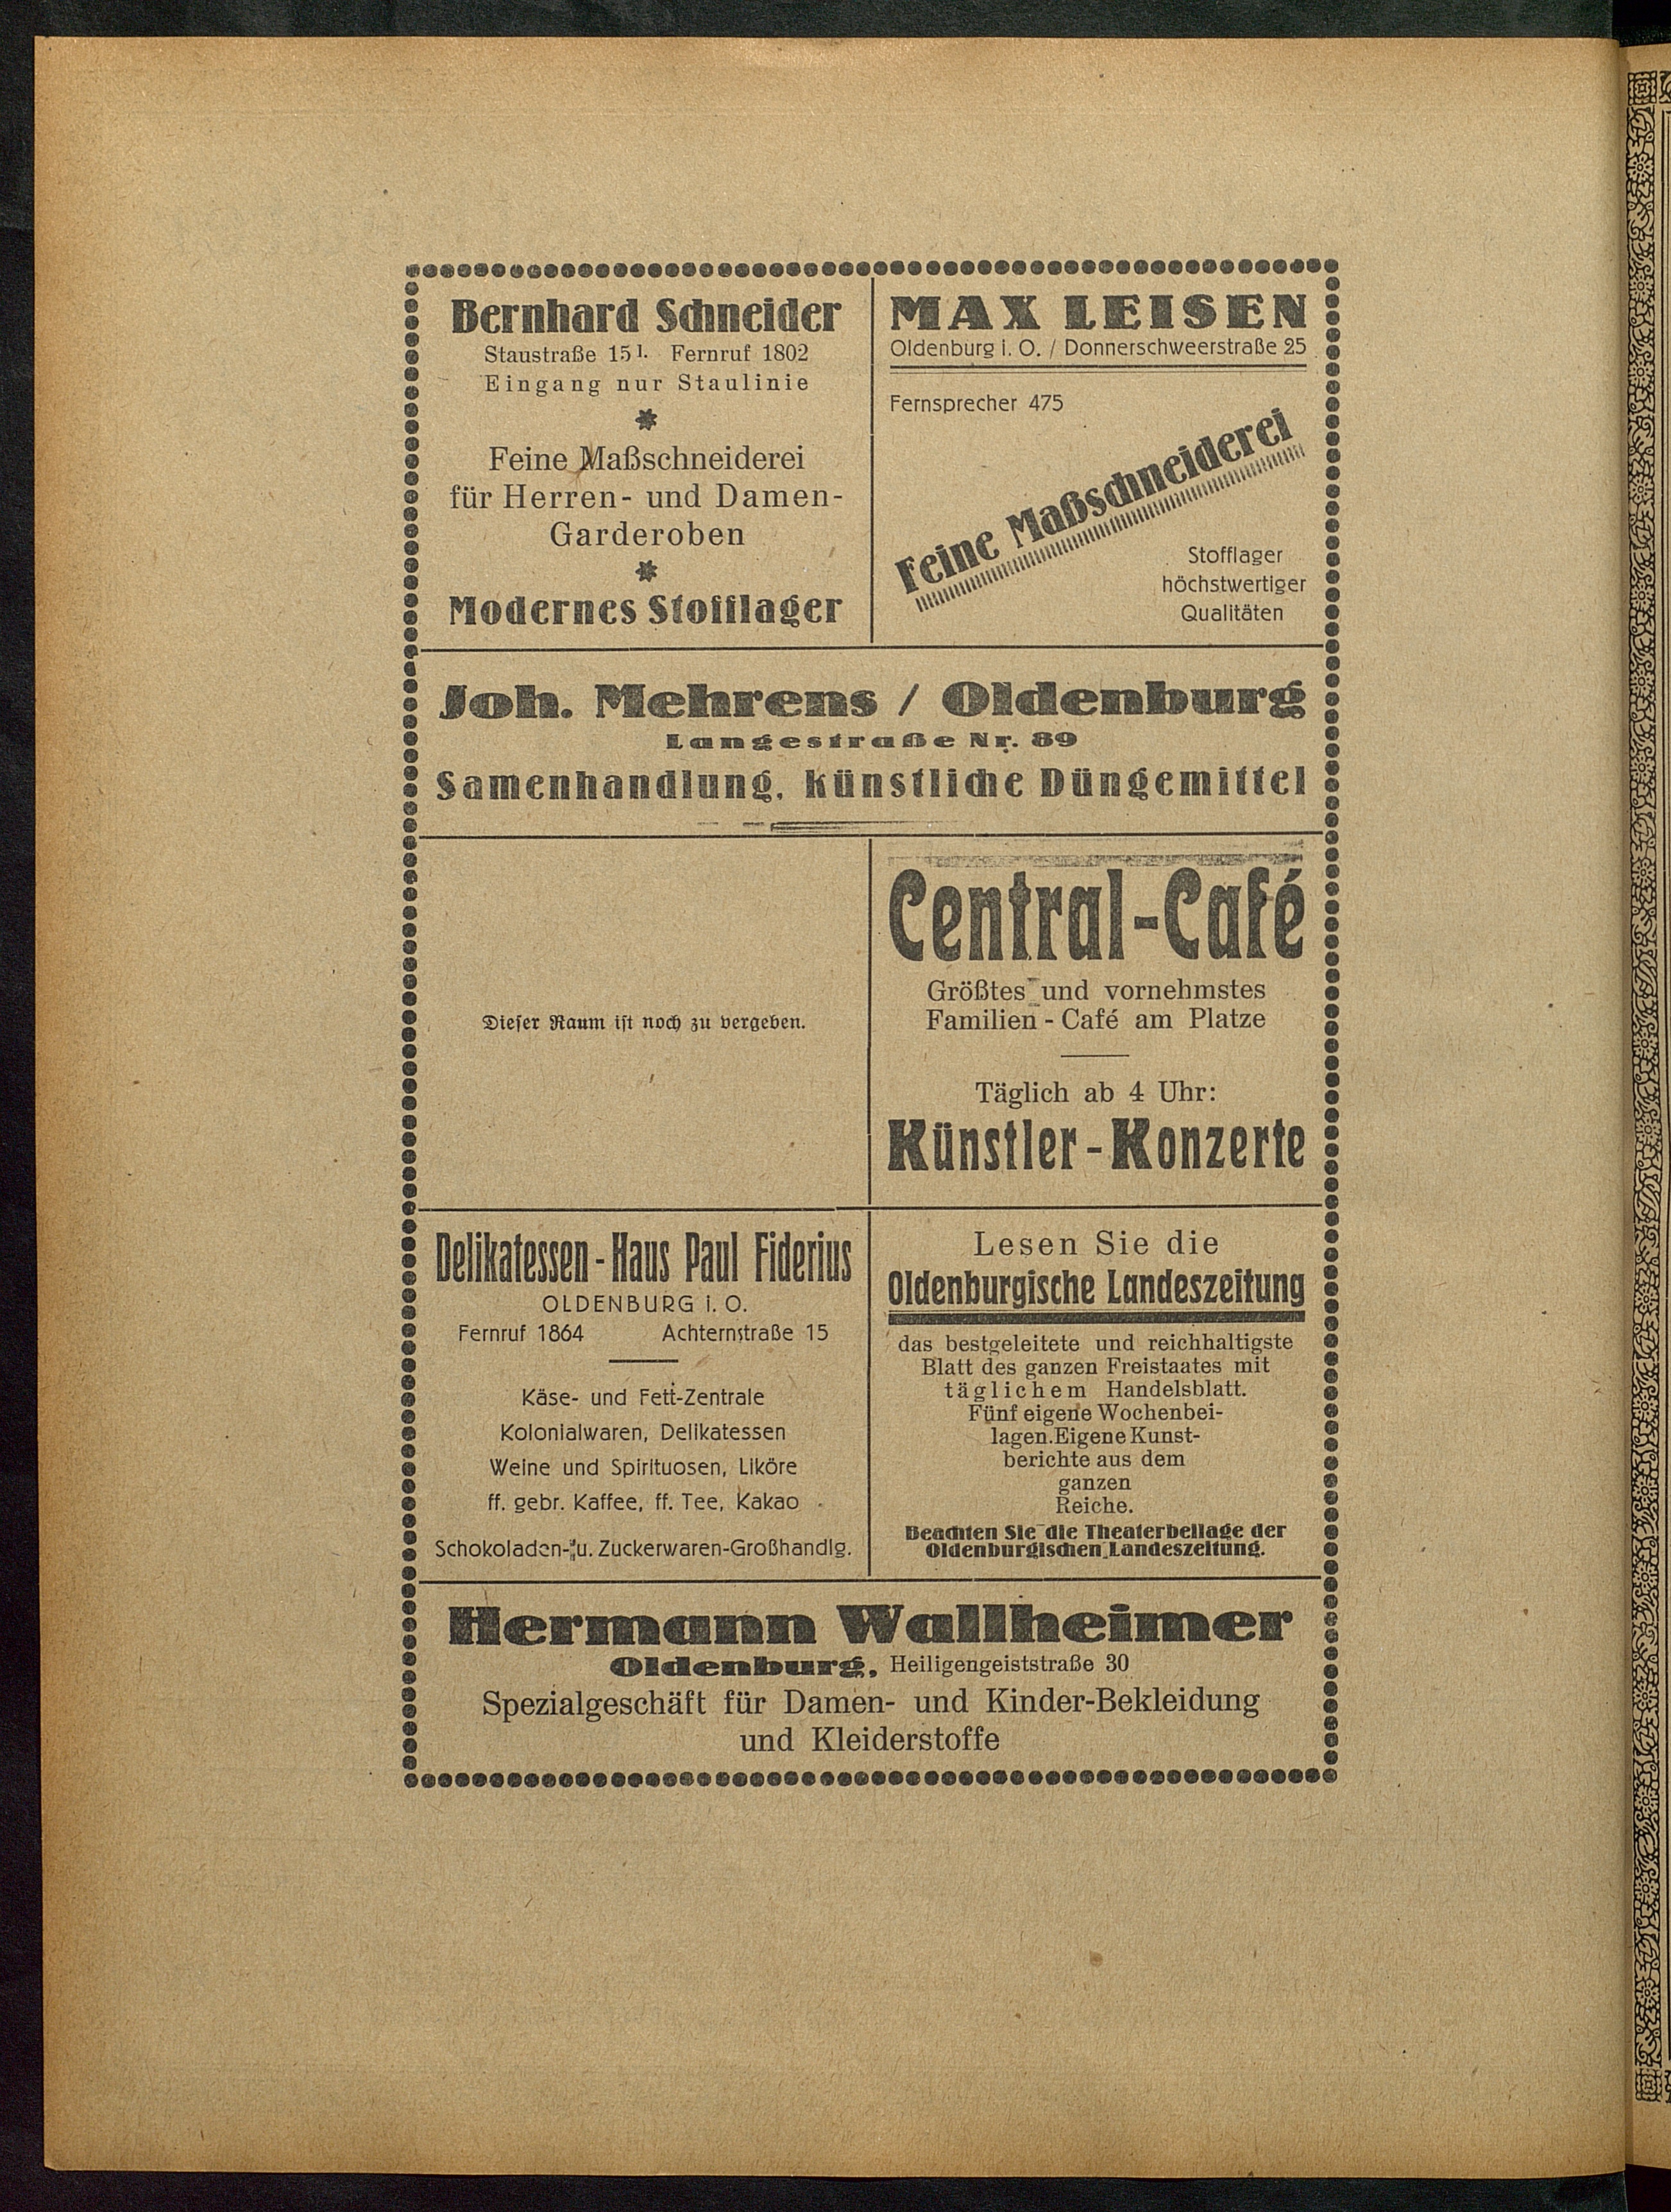 Bernhard Schneider
Staustraße 15 I. Fernruf 1802
Eingang nur Staulinie
Feine Maßschneiderei
für Herren- und Damen-
Garderoben
Modernes Stofflager
MAX LEISEN
Oldenburg i. O. / Donnerschweerstraße 25
Fernsprecher 475
Feine Maßschneiderei
Stofflager
höchstwertiger
Qualitäten
Joh. Mehrens / Oldenburg
Langestraße Nr. 89
Samenhandlung, künstliche Düngemittel
Dieser Raum ist noch zu vergeben.
Central-Café
Größtes und vornehmstes
Familien-Café am Platze
Täglich ab 4 Uhr:
Künstler-Konzerte
Delikatessen-Haus Paul Fiderius
OLDENBURG i. O.
Fernruf 1864 Achternstraße 15
Käse- und Fett-Zentrale
Kolonialwaren, Delikatessen
Weine und Spirituosen, Liköre
ff. gebr. Kaffee, ff. Tee, Kakao
Schokoladen- u. Zuckerwaren-Großhandlg.
Lesen Sie die
Oldenburgische Landeszeitung
das bestgeleitete und reichhaltigste
Blatt des ganzen Freistaates mit
täglichem Handelsblatt.
Fünf eigene Wochenbei-
lagen. Eigene Kunst-
berichte aus dem
ganzen
Reiche.
Beachten Sie die Theaterbeilage der
Oldenburgischen Landeszeitung.
Hermann Wallheimer
Oldenburg, Heiligengeiststraße 30
Spezialgeschäft für Damen- und Kinder-Bekleidung
und Kleiderstoffe